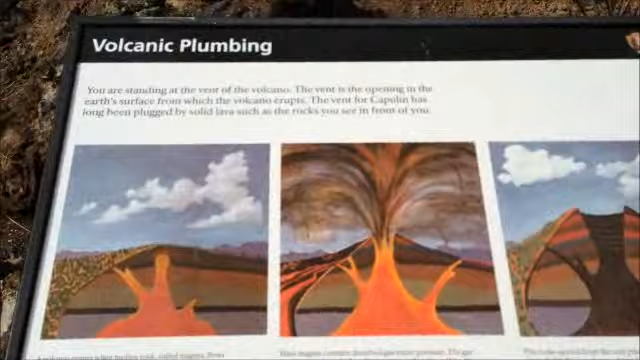 Volcanic Plumbing
You are standing at the vent of the volcano. The vent is the opening in the
earth's surface from which the volcano erupts. The vent for Capulin has
long been plugged by solid lava such as the rocks you see in front of you.